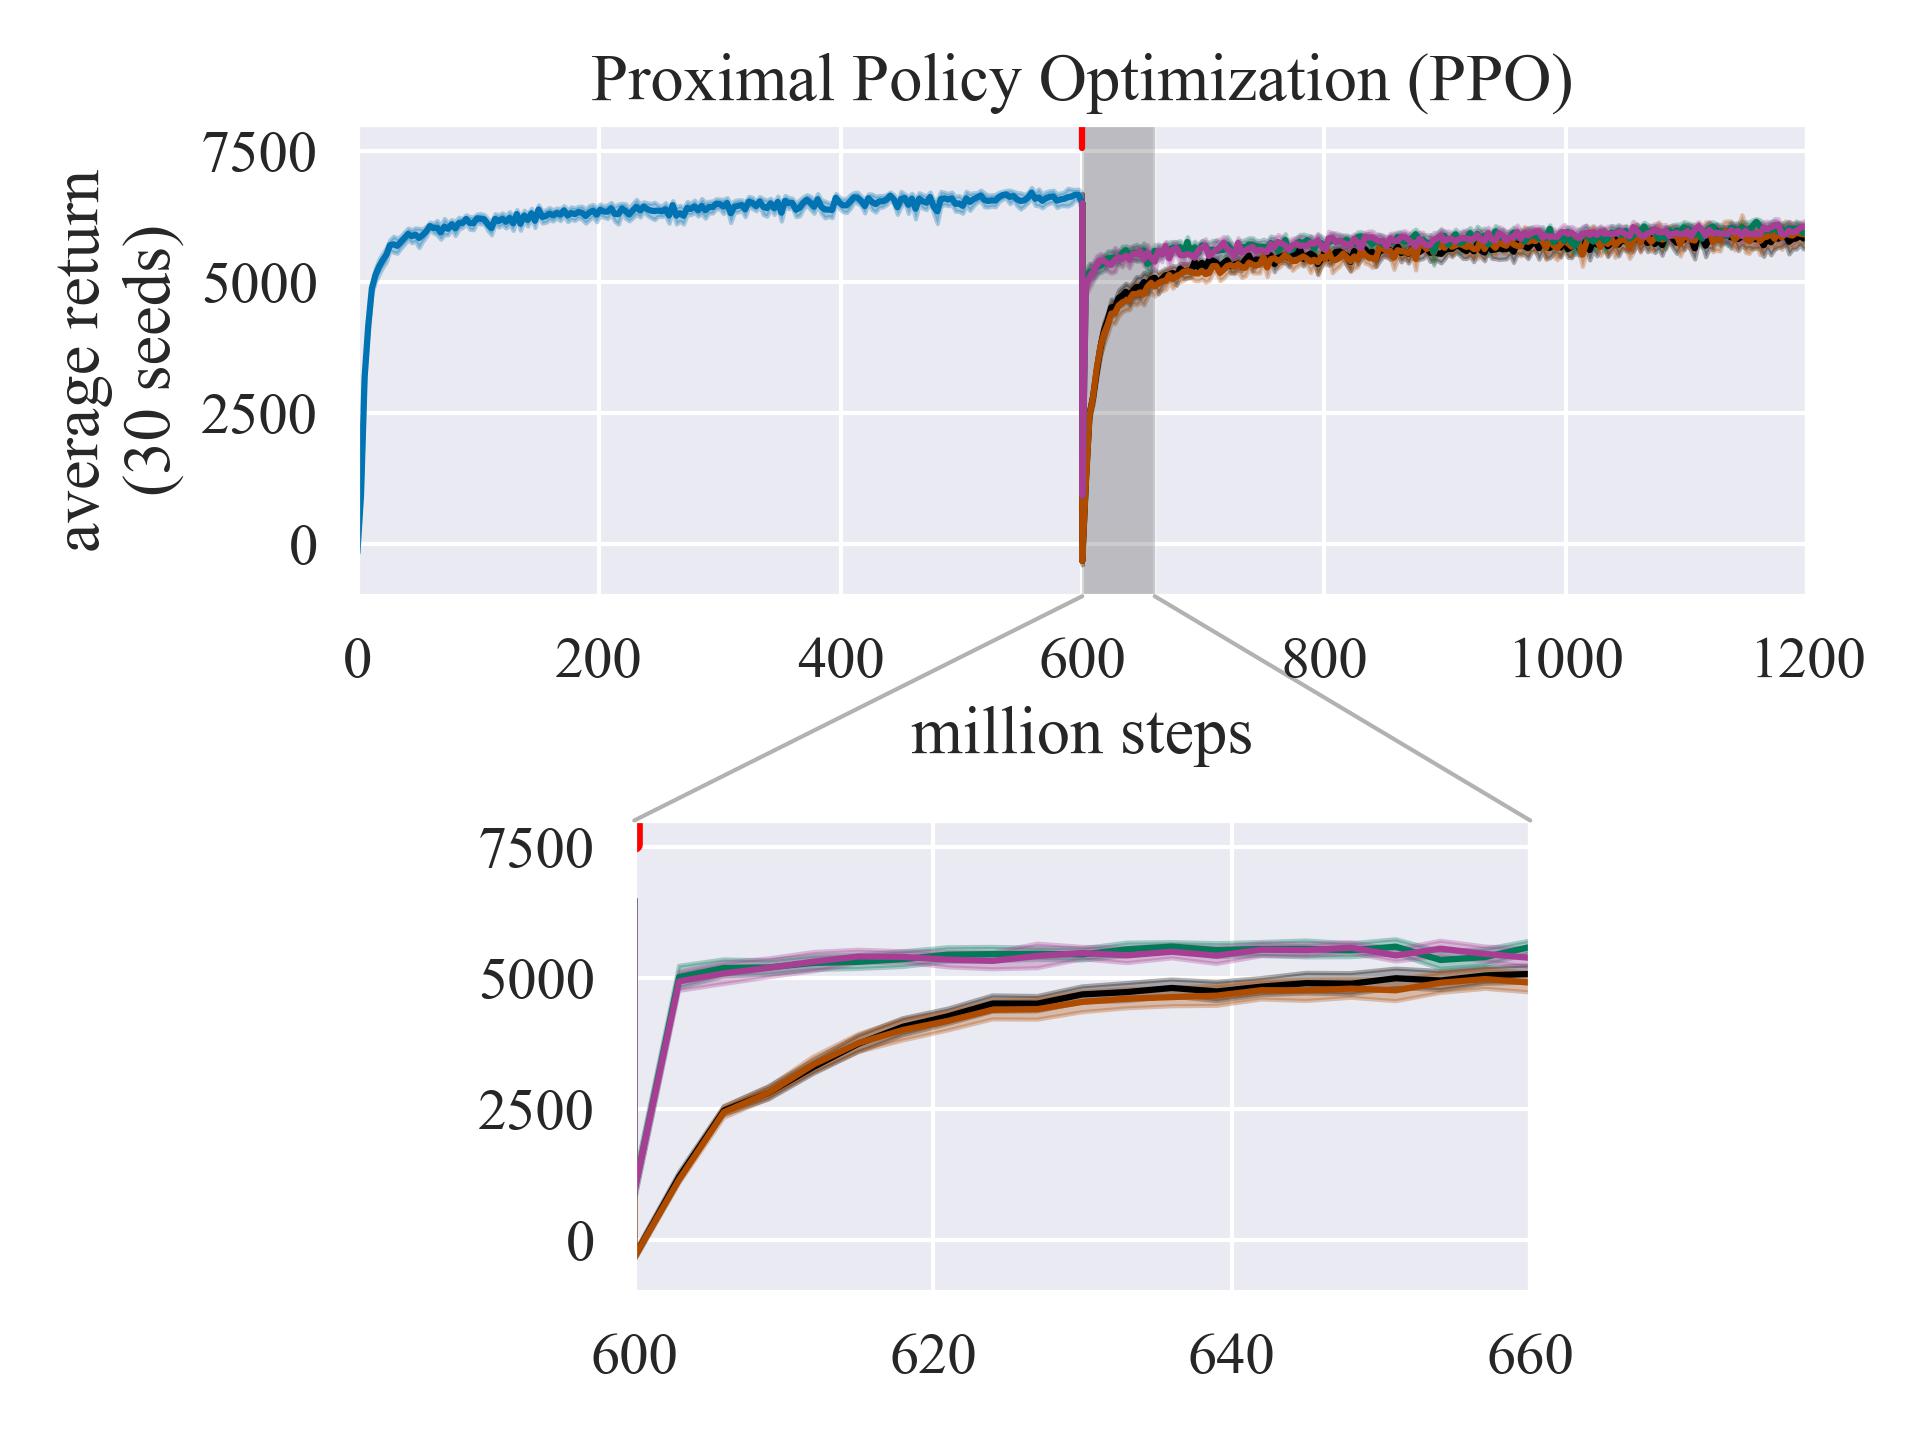 Proximal Policy Optimization (PPO)
average return
(30 seeds)
7500
5000
2500
0
0 200 400 600 800 1000 1200
million steps
7500
5000
2500
0
600 620 640 660